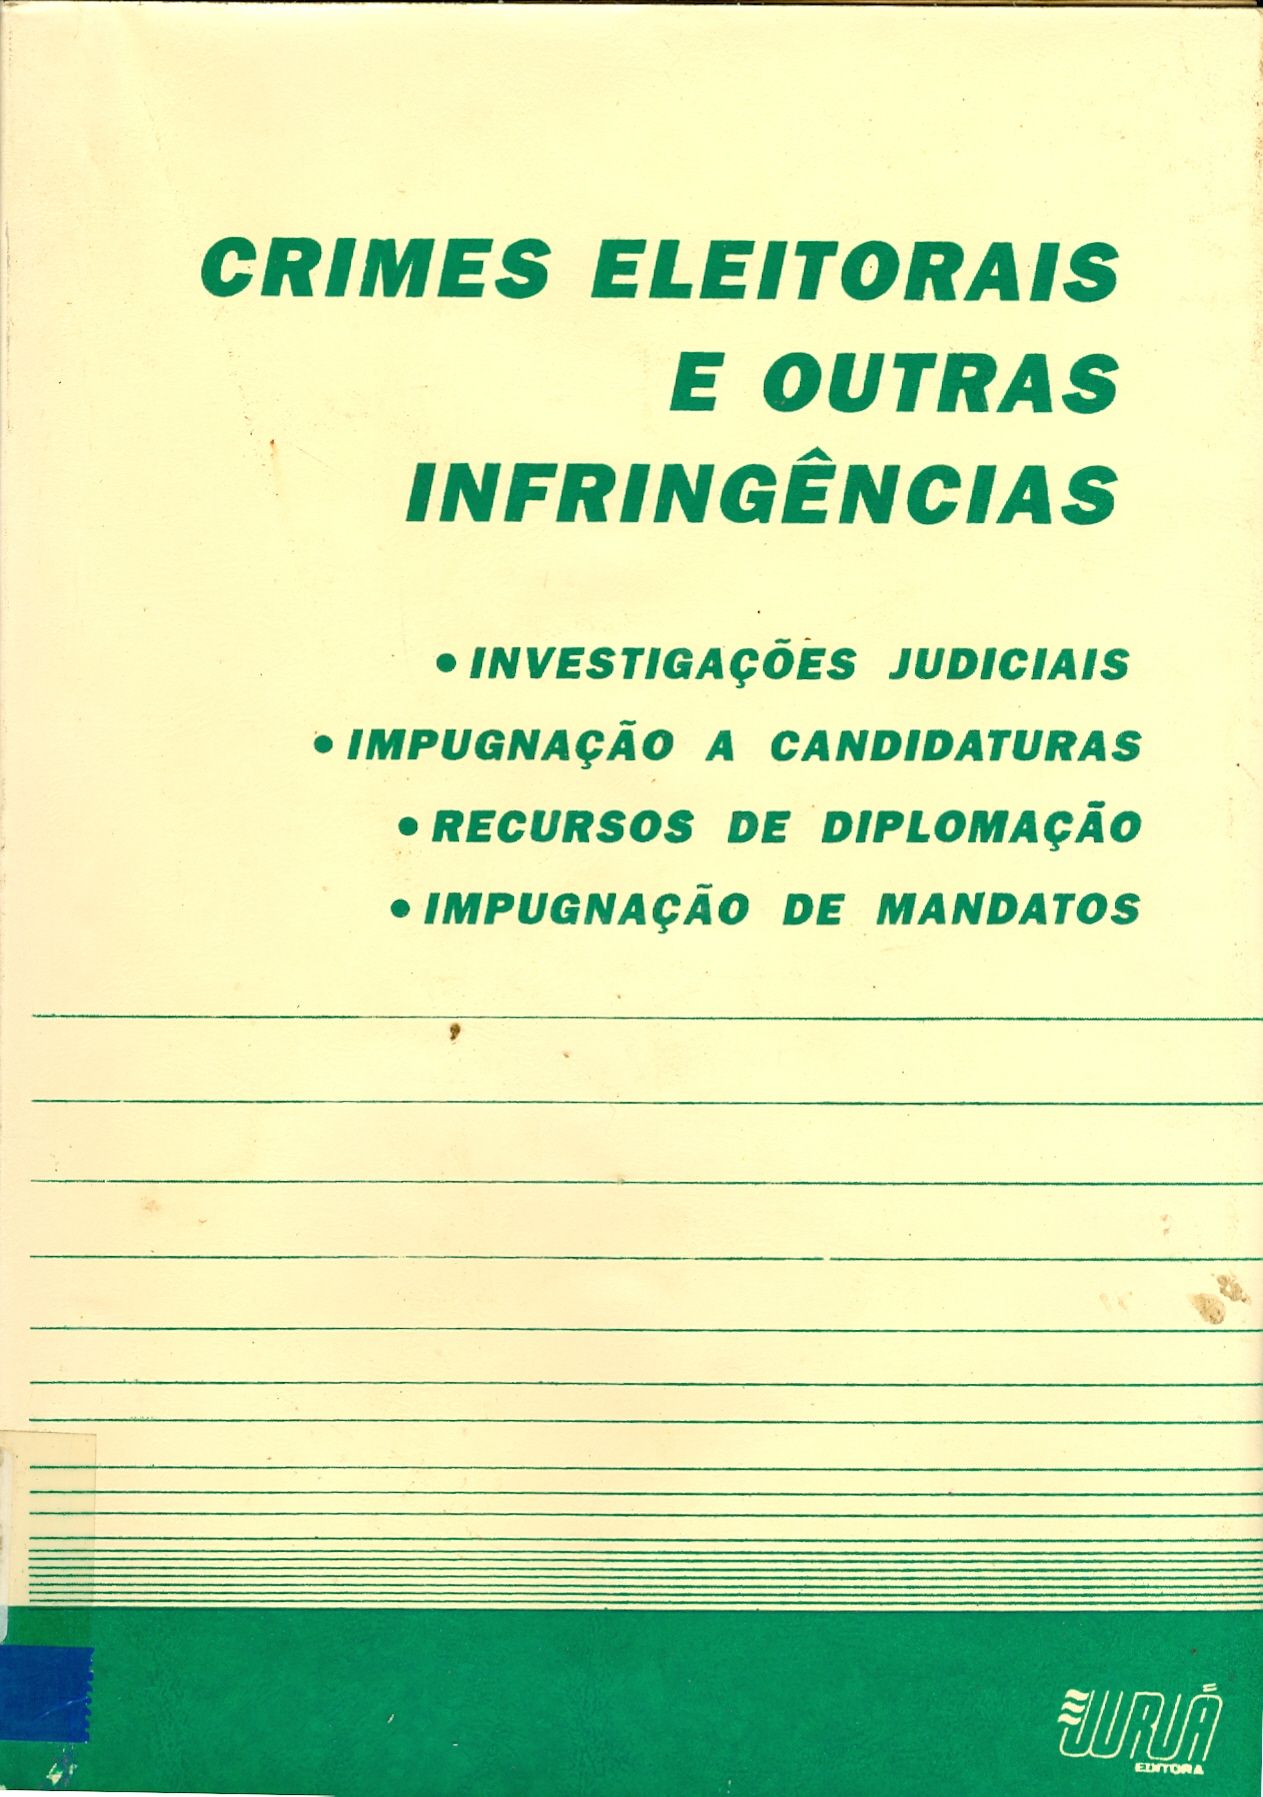 CRIMES ELEITORAIS
E OUTRAS
INFRINGÊNCIAS
• INVESTIGAÇÕES JUDICIAIS
• IMPUGNAÇÃO A CANDIDATURAS
• RECURSOS DE DIPLOMAÇÃO
• IMPUGNAÇÃO DE MANDATOS
JURUÁ
EDITORA